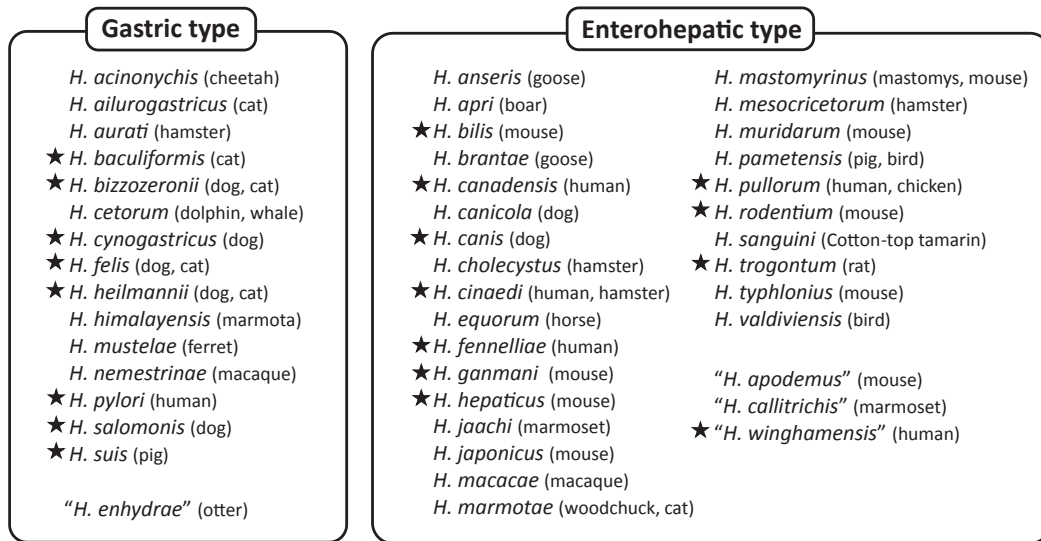 Gastric type
H. acinonychis (cheetah)
H. ailurogastricus (cat)
H. aurati (hamster)
★ H. baculiformis (cat)
★ H. bizzozeronii (dog, cat)
H. cetorum (dolphin, whale)
★ H. cynogastricus (dog)
★ H. felis (dog, cat)
★ H. heilmannii (dog, cat)
H. himalayensis (marmota)
H. mustelae (ferret)
H. nemestrinae (macaque)
★ H. pylori (human)
★ H. salomonis (dog)
★ H. suis (pig)
“H. enhydrae” (otter)
Enterohepatic type
H. anseris (goose)
H. apri (boar)
★ H. bilis (mouse)
H. brantae (goose)
★ H. canadensis (human)
H. canicola (dog)
★ H. canis (dog)
H. cholecystus (hamster)
★ H. cinaedi (human, hamster)
H. equorum (horse)
★ H. fennelliae (human)
★ H. ganmani (mouse)
★ H. hepaticus (mouse)
H. jaachi (marmoset)
H. japonicus (mouse)
H. macacae (macaque)
H. marmotae (woodchuck, cat)
H. mastomyrinus (mastomys, mouse)
H. mesocricetorum (hamster)
H. muridarum (mouse)
H. pametensis (pig, bird)
★ H. pullorum (human, chicken)
★ H. rodentium (mouse)
H. sanguini (Cotton-top tamarin)
★ H. trogontum (rat)
H. typhlonius (mouse)
H. valdiviensis (bird)
“H. apodemus” (mouse)
“H. callitrichis” (marmoset)
★ “H. winghamensis” (human)